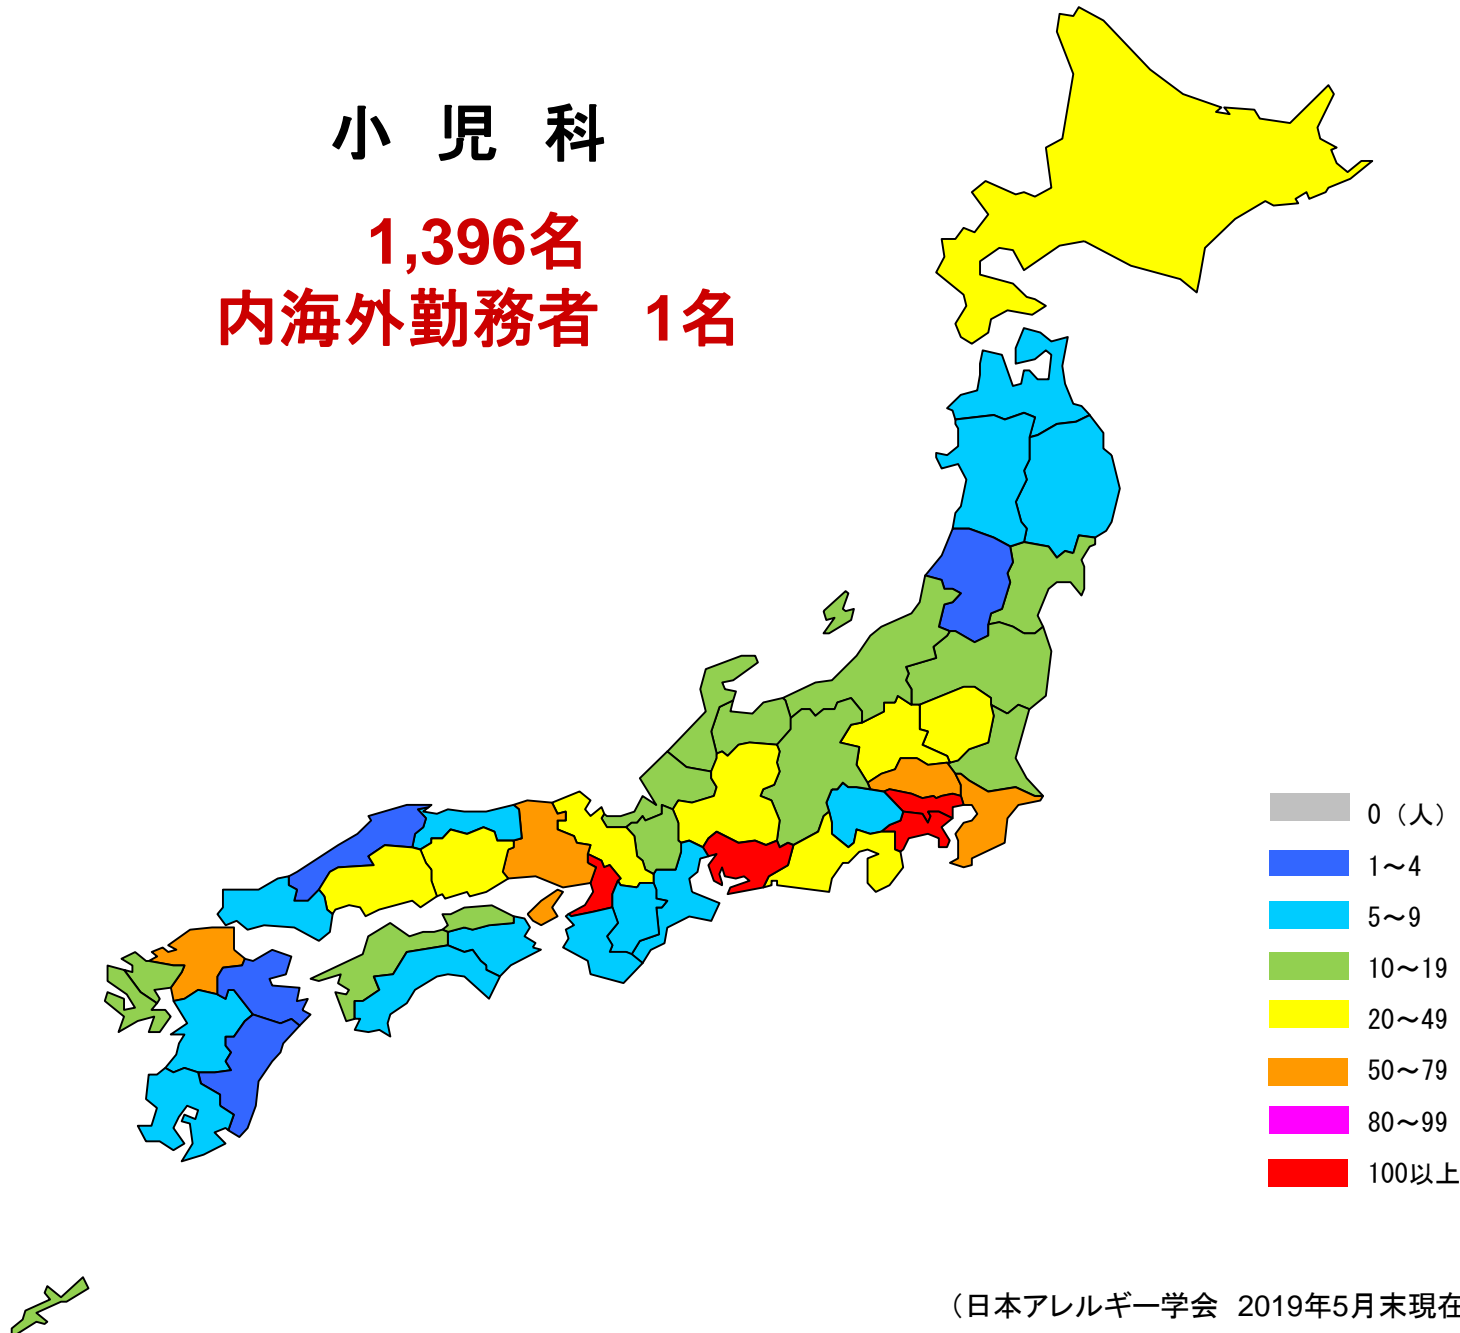 小 児 科
1,396名
内海外勤務者 1名
0（人）
1～4
5～9
10～19
20～49
50～79
80～99
100以上
（日本アレルギー学会 2019年5月末現在